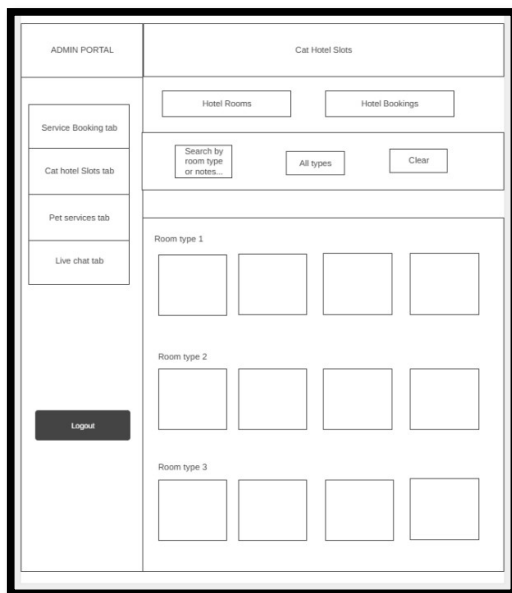 ADMIN PORTAL
Cat Hotel Slots
Hotel Rooms
Hotel Bookings
Service Booking tab
Cat hotel Slots tab
Pet services tab
Live chat tab
Logout
Search by
room type
or notes...
All types
Clear
Room type 1
Room type 2
Room type 3